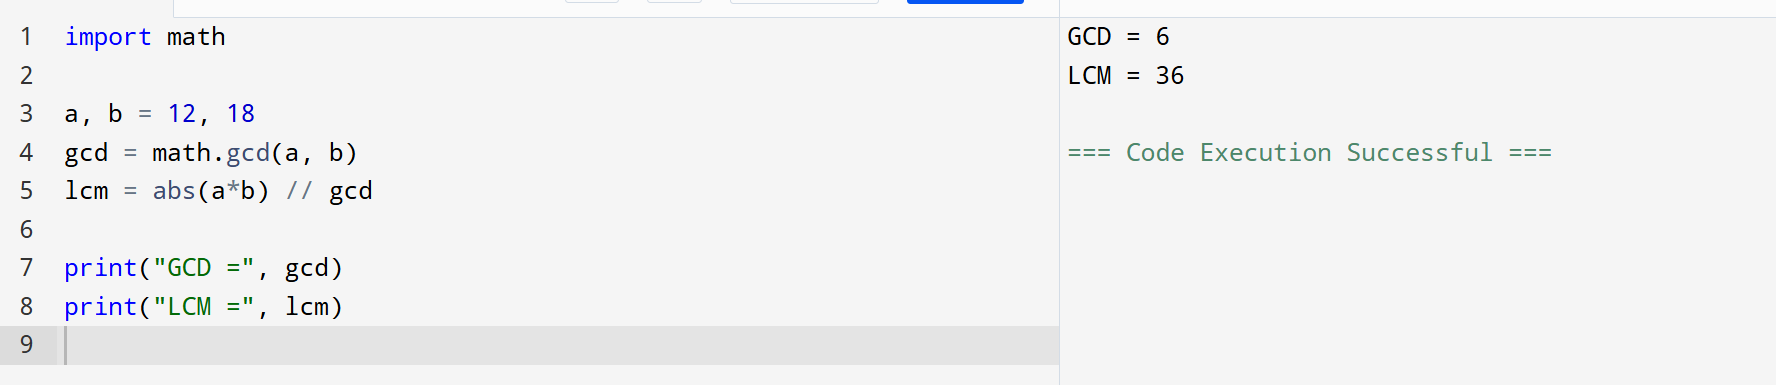 1 import math
2
3 a, b = 12, 18
4 gcd = math.gcd(a, b)
5 lcm = abs(a*b) // gcd
6
7 print("GCD =", gcd)
8 print("LCM =", lcm)
9
GCD = 6
LCM = 36
=== Code Execution Successful ===